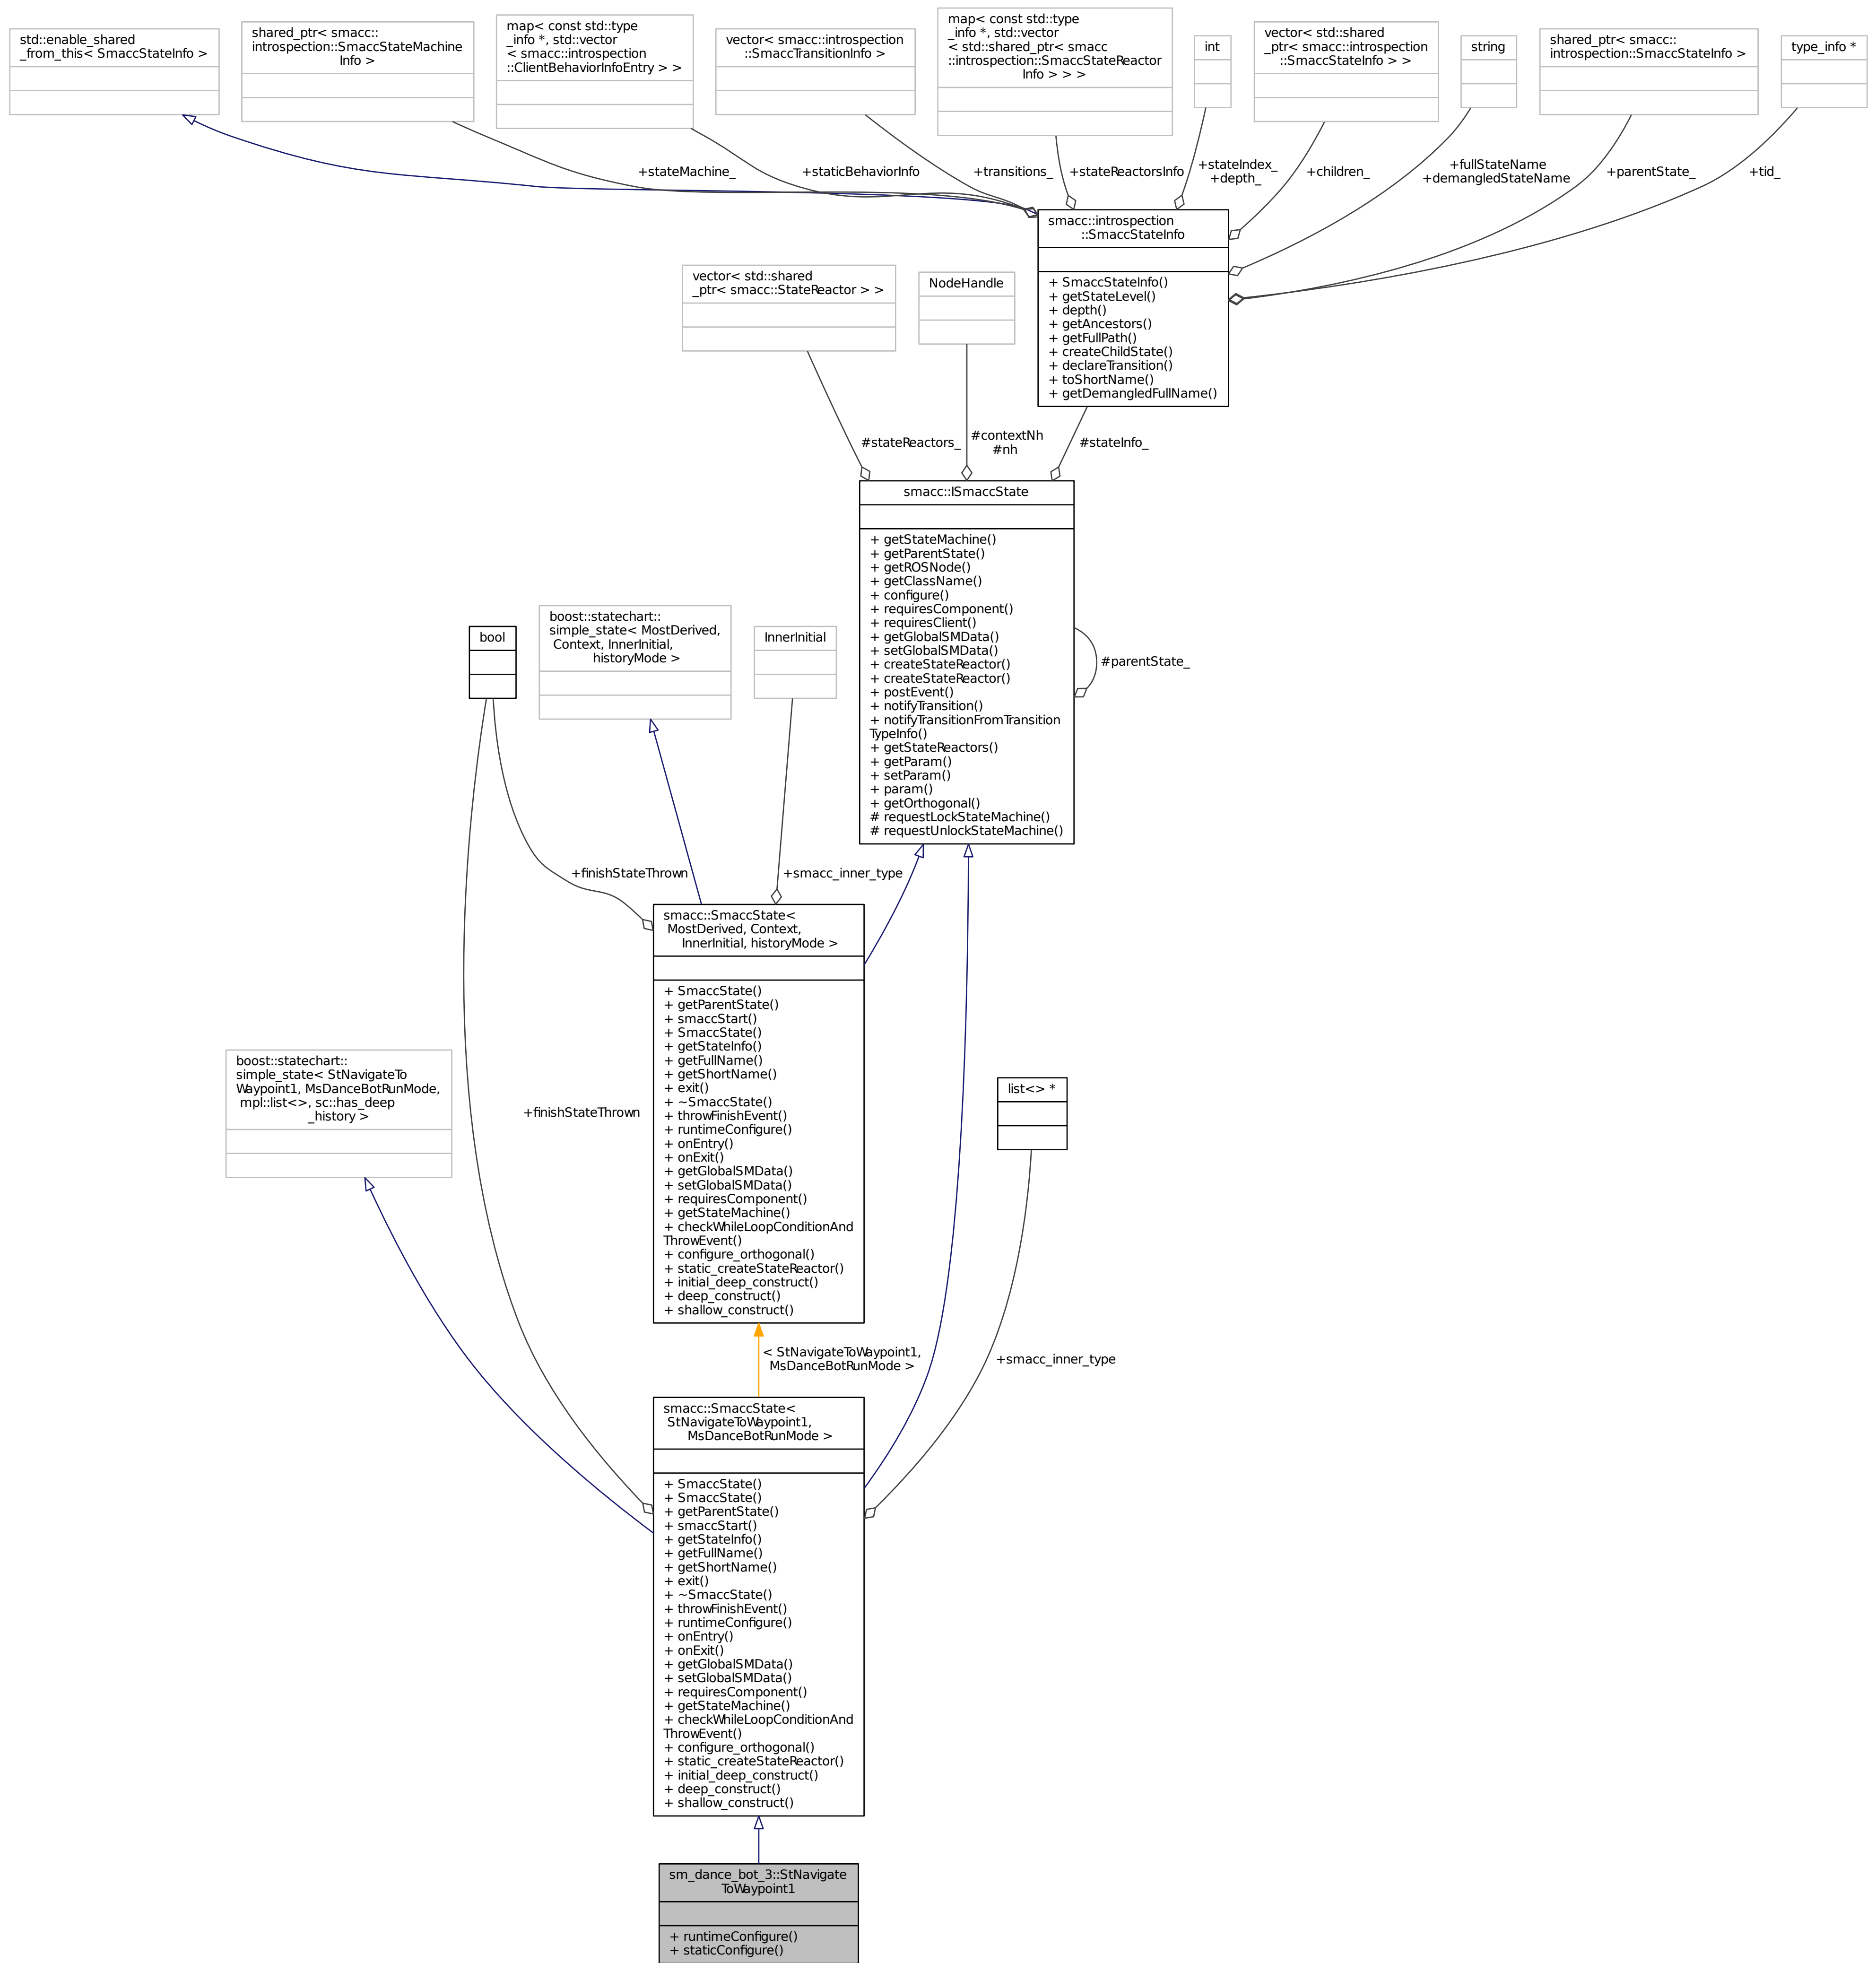 std::enable_shared
_from_this< SmaccStateInfo >
shared_ptr< smacc::
introspection::SmaccStateMachine
Info >
map< const std::type
_info *, std::vector
< smacc::introspection
::ClientBehaviorInfoEntry > >
vector< smacc::introspection
::SmaccTransitionInfo >
map< const std::type
_info *, std::vector
< std::shared_ptr< smacc
::introspection::SmaccStateReactor
Info > > >
int
vector< std::shared
_ptr< smacc::introspection
::SmaccStateInfo > >
string
shared_ptr< smacc::
introspection::SmaccStateInfo >
type_info *
+stateMachine_
+staticBehaviorInfo
+transitions_
+stateReactorsInfo
+stateIndex_
+depth_
+children_
+fullStateName
+demangledStateName
+parentState_
+tid_
smacc::introspection
::SmaccStateInfo
+ SmaccStateInfo()
+ getStateLevel()
+ depth()
+ getAncestors()
+ getFullPath()
+ createChildState()
+ declareTransition()
+ toShortName()
+ getDemangledFullName()
vector< std::shared
_ptr< smacc::StateReactor > >
NodeHandle
#stateReactors_
#contextNh
#nh
#stateInfo_
smacc::ISmaccState
+ getStateMachine()
+ getParentState()
+ getROSNode()
+ getClassName()
+ configure()
+ requiresComponent()
+ requiresClient()
+ getGlobalSMData()
+ setGlobalSMData()
+ createStateReactor()
+ createStateReactor()
+ postEvent()
+ notifyTransition()
+ notifyTransitionFromTransition
TypeInfo()
+ getStateReactors()
+ getParam()
+ setParam()
+ param()
+ getOrthogonal()
# requestLockStateMachine()
# requestUnlockStateMachine()
#parentState_
bool
boost::statechart::
simple_state< MostDerived,
Context, InnerInitial,
historyMode >
InnerInitial
+finishStateThrown
+smacc_inner_type
smacc::SmaccState<
MostDerived, Context,
InnerInitial, historyMode >
+ SmaccState()
+ getParentState()
+ smaccStart()
+ SmaccState()
+ getStateInfo()
+ getFullName()
+ getShortName()
+ exit()
+ ~SmaccState()
+ throwFinishEvent()
+ runtimeConfigure()
+ onEntry()
+ onExit()
+ getGlobalSMData()
+ setGlobalSMData()
+ requiresComponent()
+ getStateMachine()
+ checkWhileLoopConditionAnd
ThrowEvent()
+ configure_orthogonal()
+ static_createStateReactor()
+ initial_deep_construct()
+ deep_construct()
+ shallow_construct()
boost::statechart::
simple_state< StNavigateTo
Waypoint1, MsDanceBotRunMode,
mpl::list<>, sc::has_deep
_history >
+finishStateThrown
list<> *
< StNavigateToWaypoint1,
MsDanceBotRunMode >
+smacc_inner_type
smacc::SmaccState<
StNavigateToWaypoint1,
MsDanceBotRunMode >
+ SmaccState()
+ SmaccState()
+ getParentState()
+ smaccStart()
+ getStateInfo()
+ getFullName()
+ getShortName()
+ exit()
+ ~SmaccState()
+ throwFinishEvent()
+ runtimeConfigure()
+ onEntry()
+ onExit()
+ getGlobalSMData()
+ setGlobalSMData()
+ requiresComponent()
+ getStateMachine()
+ checkWhileLoopConditionAnd
ThrowEvent()
+ configure_orthogonal()
+ static_createStateReactor()
+ initial_deep_construct()
+ deep_construct()
+ shallow_construct()
sm_dance_bot_3::StNavigate
ToWaypoint1
+ runtimeConfigure()
+ staticConfigure()